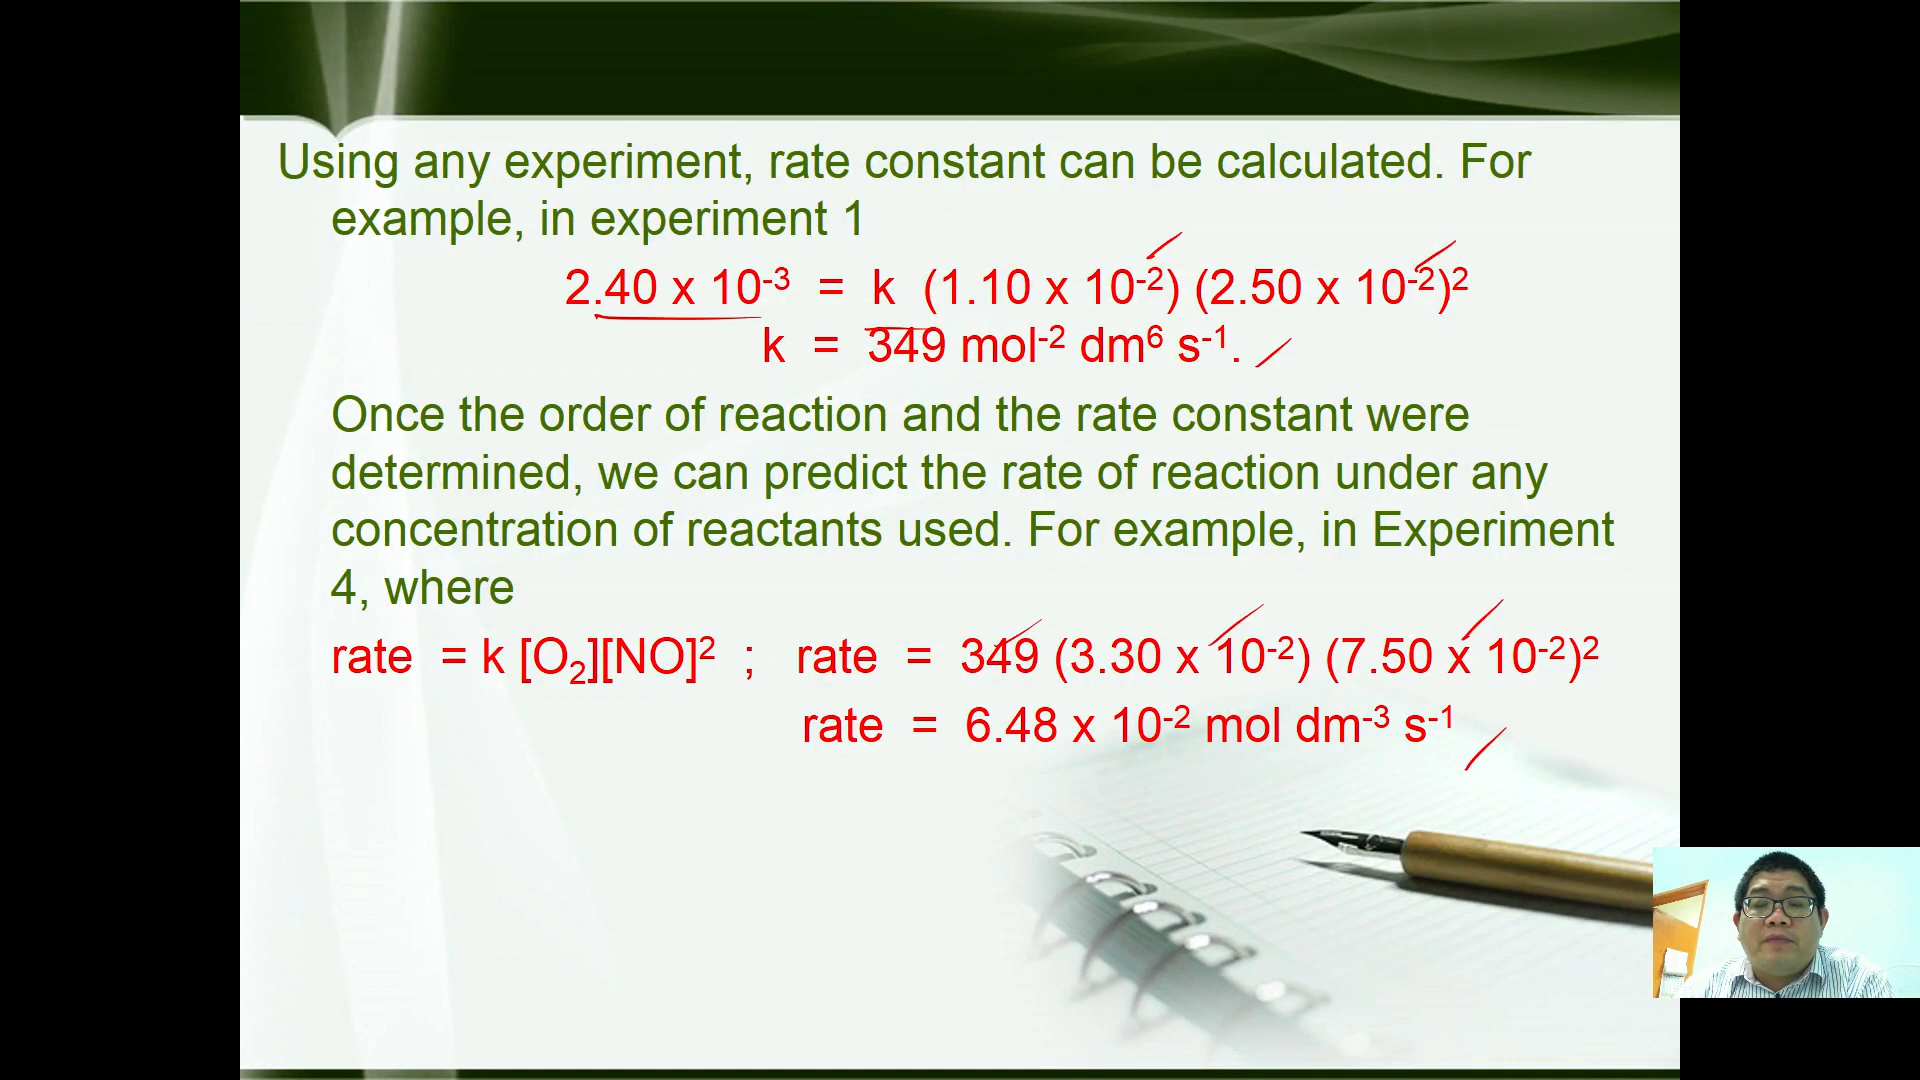 Using any experiment, rate constant can be calculated. For
example, in experiment 1
2.40 x 10⁻³ = k (1.10 x 10⁻²) (2.50 x 10⁻²)²
k = 349 mol⁻² dm⁶ s⁻¹.
Once the order of reaction and the rate constant were
determined, we can predict the rate of reaction under any
concentration of reactants used. For example, in Experiment
4, where
rate = k [O₂][NO]² ; rate = 349 (3.30 x 10⁻²) (7.50 x 10⁻²)²
rate = 6.48 x 10⁻² mol dm⁻³ s⁻¹